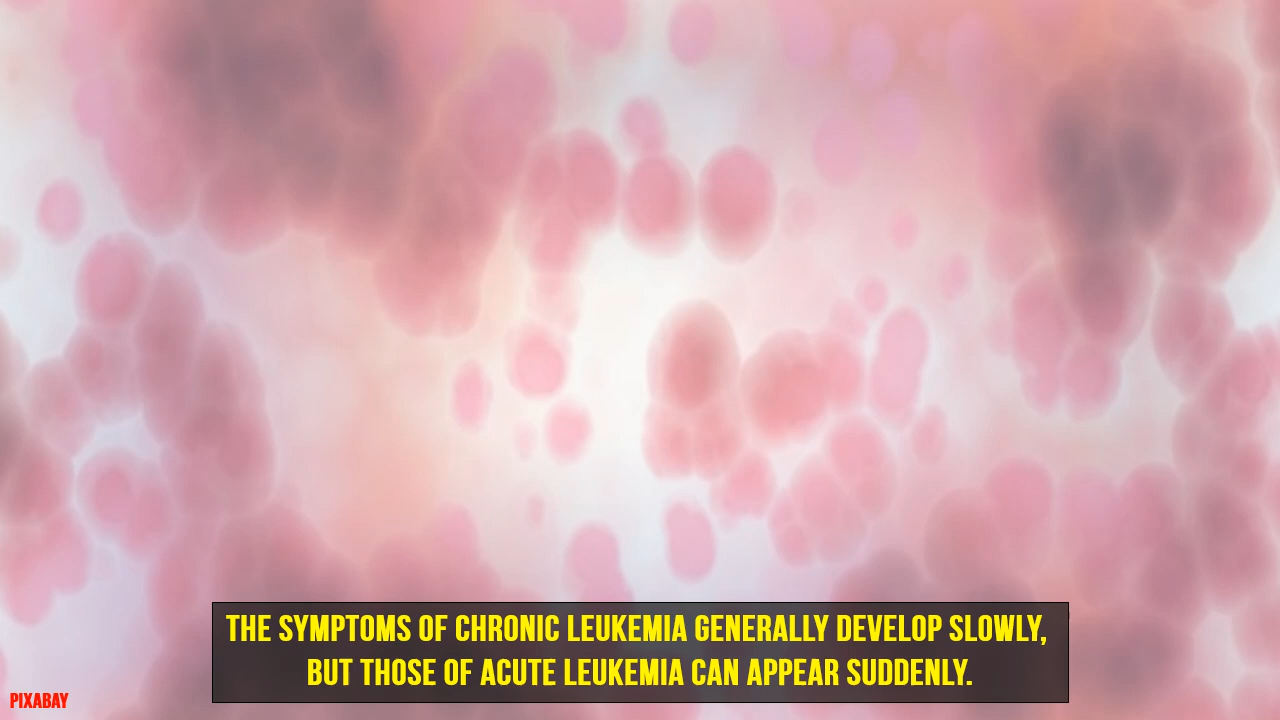 THE SYMPTOMS OF CHRONIC LEUKEMIA GENERALLY DEVELOP SLOWLY,
BUT THOSE OF ACUTE LEUKEMIA CAN APPEAR SUDDENLY.
PIXABAY